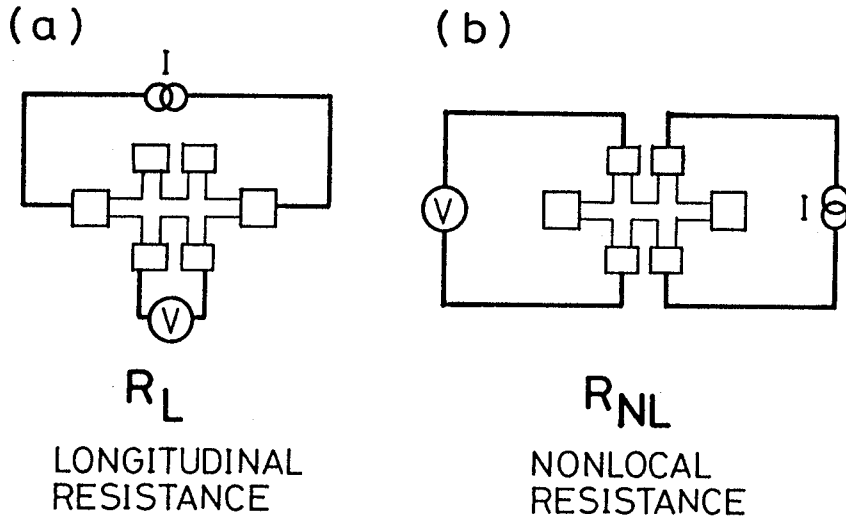 (a)
I
V
R_L
LONGITUDINAL
RESISTANCE
(b)
V
I
R_NL
NONLOCAL
RESISTANCE